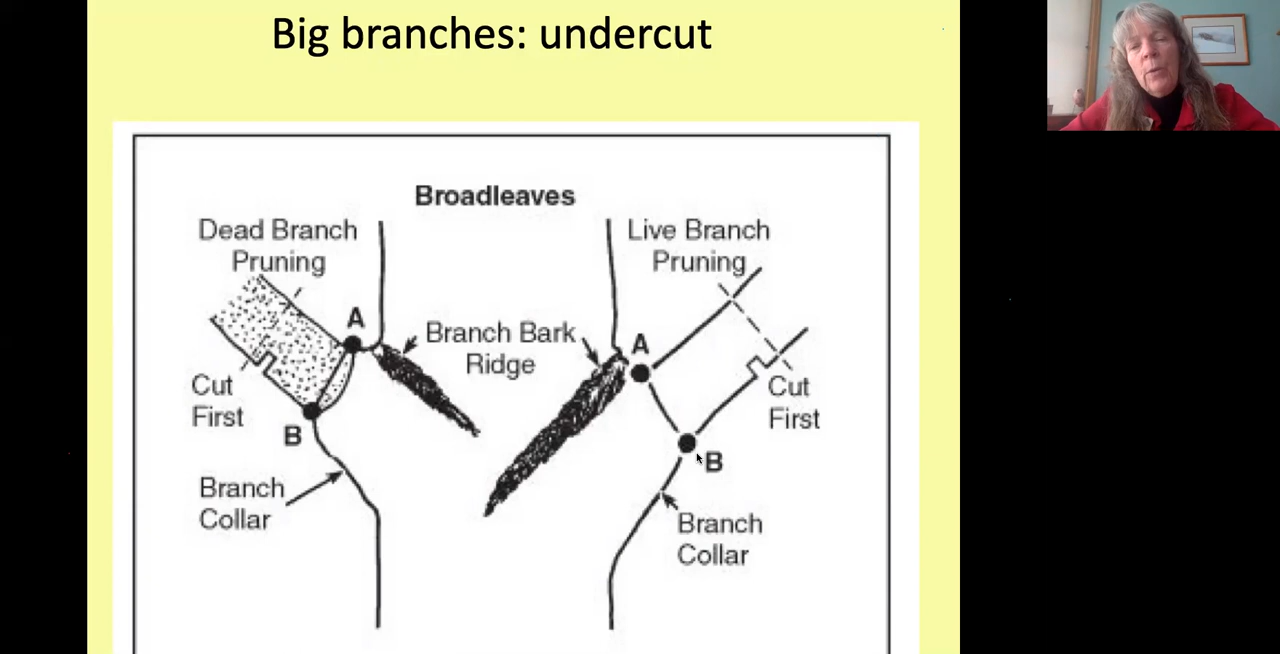 Big branches: undercut
Broadleaves
Dead Branch
Pruning
Live Branch
Pruning
A
Branch Bark
Ridge
A
Cut
First
Cut
First
B
B
Branch
Collar
Branch
Collar